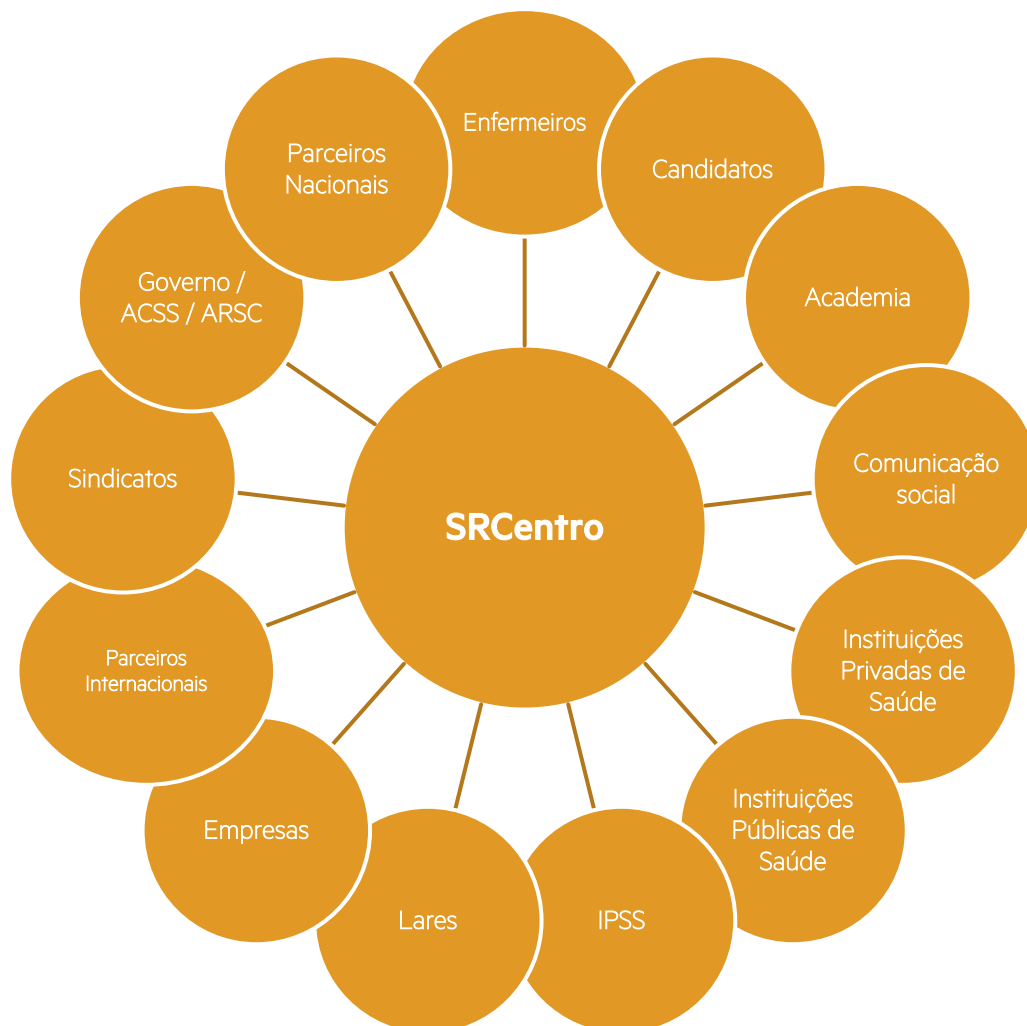 Enfermeiros
Candidatos
Academia
Comunicação
social
Instituições
Privadas de
Saúde
Instituições
Públicas de
Saúde
IPSS
Lares
Empresas
Parceiros
Internacionais
Sindicatos
Governo /
ACSS / ARSC
Parceiros
Nacionais
SRCentro